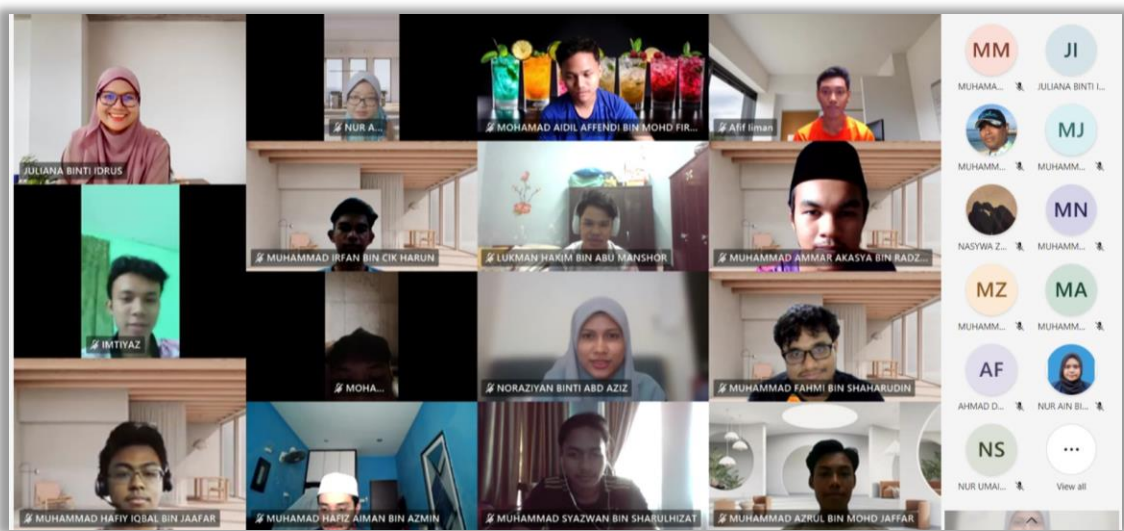 JULIANA BINTI IDRUS
NUR A...
MOHAMAD AIDIL AFFENDI BIN MOHD FIR...
Afif liman
MUHAMMAD IRFAN BIN CIK HARUN
LUKMAN HAKIM BIN ABU MANSHOR
MUHAMMAD AMMAR AKASYA BIN RADZ...
IMTIYAZ
MOHA...
NORAZIYAN BINTI ABD AZIZ
MUHAMMAD FAHMI BIN SHAHARUDIN
MUHAMMAD HAFIY IQBAL BIN JAAFAR
MUHAMAD HAFIZ AIMAN BIN AZMIN
MUHAMMAD SYAZWAN BIN SHARULHIZAT
MUHAMMAD AZRUL BIN MOHD JAFFAR
MM
JI
MUHAMA...
JULIANA BINTI I...
MJ
MUHAMM...
MUHAMM...
MN
NASYWA Z...
MUHAMM...
MZ
MA
MUHAMM...
MUHAMM...
AF
AHMAD D...
NUR AIN BI...
NS
...
NUR UMAI...
View all